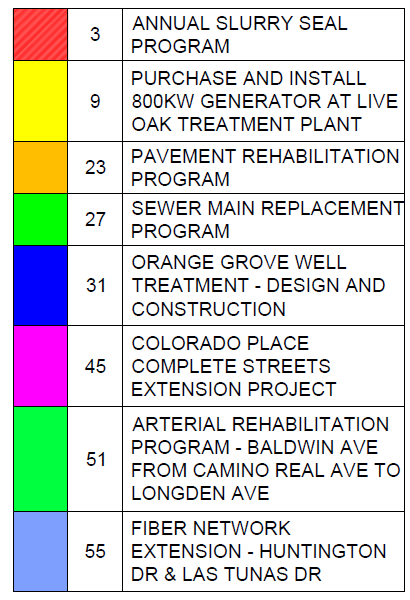 3
ANNUAL SLURRY SEAL
PROGRAM
9
PURCHASE AND INSTALL
800KW GENERATOR AT LIVE
OAK TREATMENT PLANT
23
PAVEMENT REHABILITATION
PROGRAM
27
SEWER MAIN REPLACEMENT
PROGRAM
31
ORANGE GROVE WELL
TREATMENT - DESIGN AND
CONSTRUCTION
45
COLORADO PLACE
COMPLETE STREETS
EXTENSION PROJECT
51
ARTERIAL REHABILITATION
PROGRAM - BALDWIN AVE
FROM CAMINO REAL AVE TO
LONGDEN AVE
55
FIBER NETWORK
EXTENSION - HUNTINGTON
DR & LAS TUNAS DR